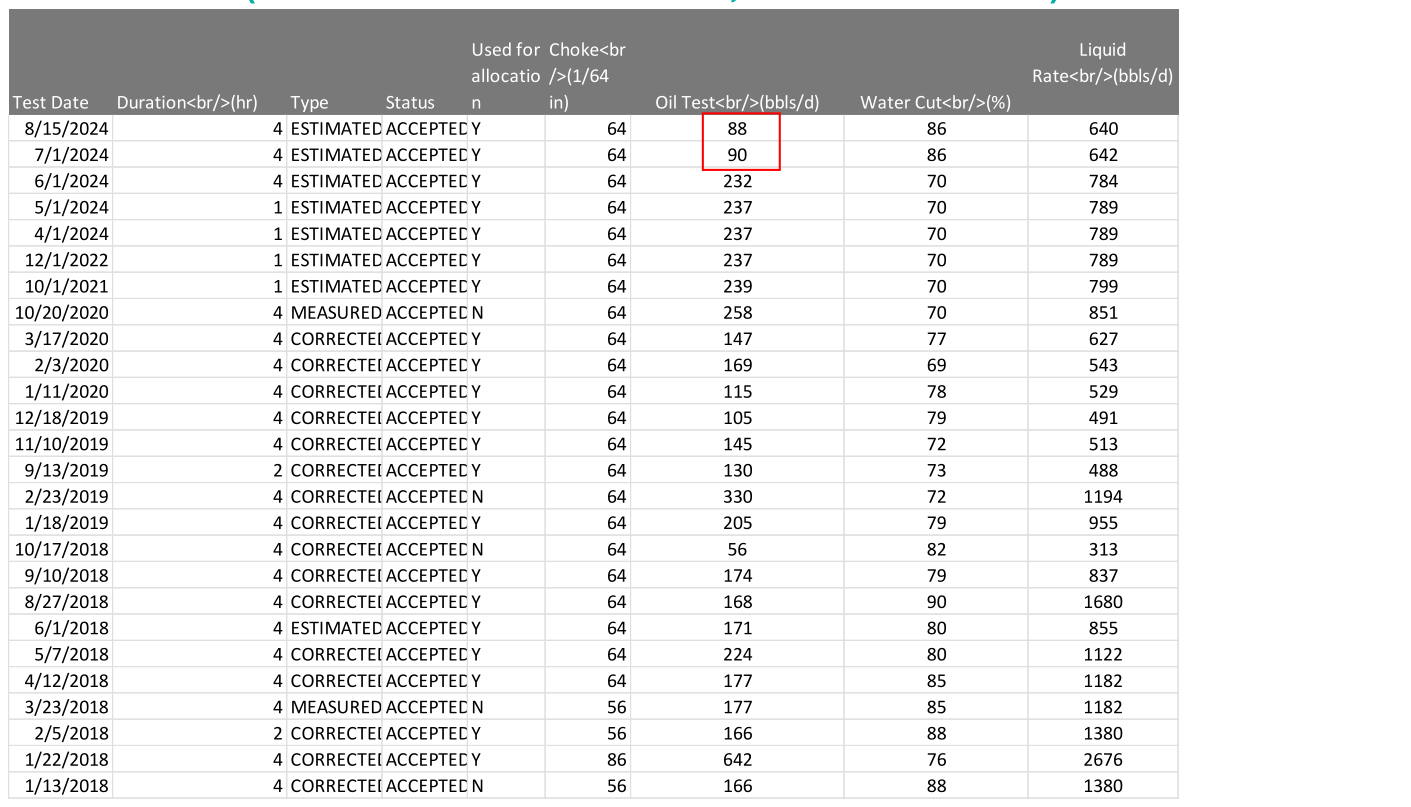 Used for Choke<br Liquid
allocatio />(1/64 Rate<br/>(bbls/d)
Test Date Duration<br/>(hr) Type Status n in) Oil Test<br/>(bbls/d) Water Cut<br/>(%)
8/15/2024 4 ESTIMATED ACCEPTED Y 64 88 86 640
7/1/2024 4 ESTIMATED ACCEPTED Y 64 90 86 642
6/1/2024 4 ESTIMATED ACCEPTED Y 64 232 70 784
5/1/2024 1 ESTIMATED ACCEPTED Y 64 237 70 789
4/1/2024 1 ESTIMATED ACCEPTED Y 64 237 70 789
12/1/2022 1 ESTIMATED ACCEPTED Y 64 237 70 789
10/1/2021 1 ESTIMATED ACCEPTED Y 64 239 70 799
10/20/2020 4 MEASURED ACCEPTED N 64 258 70 851
3/17/2020 4 CORRECTED ACCEPTED Y 64 147 77 627
2/3/2020 4 CORRECTED ACCEPTED Y 64 169 69 543
1/11/2020 4 CORRECTED ACCEPTED Y 64 115 78 529
12/18/2019 4 CORRECTED ACCEPTED Y 64 105 79 491
11/10/2019 4 CORRECTED ACCEPTED Y 64 145 72 513
9/13/2019 2 CORRECTED ACCEPTED Y 64 130 73 488
2/23/2019 4 CORRECTED ACCEPTED N 64 330 72 1194
1/18/2019 4 CORRECTED ACCEPTED Y 64 205 79 955
10/17/2018 4 CORRECTED ACCEPTED N 64 56 82 313
9/10/2018 4 CORRECTED ACCEPTED Y 64 174 79 837
8/27/2018 4 CORRECTED ACCEPTED Y 64 168 90 1680
6/1/2018 4 ESTIMATED ACCEPTED Y 64 171 80 855
5/7/2018 4 CORRECTED ACCEPTED Y 64 224 80 1122
4/12/2018 4 CORRECTED ACCEPTED Y 64 177 85 1182
3/23/2018 4 MEASURED ACCEPTED N 56 177 85 1182
2/5/2018 2 CORRECTED ACCEPTED Y 56 166 88 1380
1/22/2018 4 CORRECTED ACCEPTED Y 86 642 76 2676
1/13/2018 4 CORRECTED ACCEPTED N 56 166 88 1380